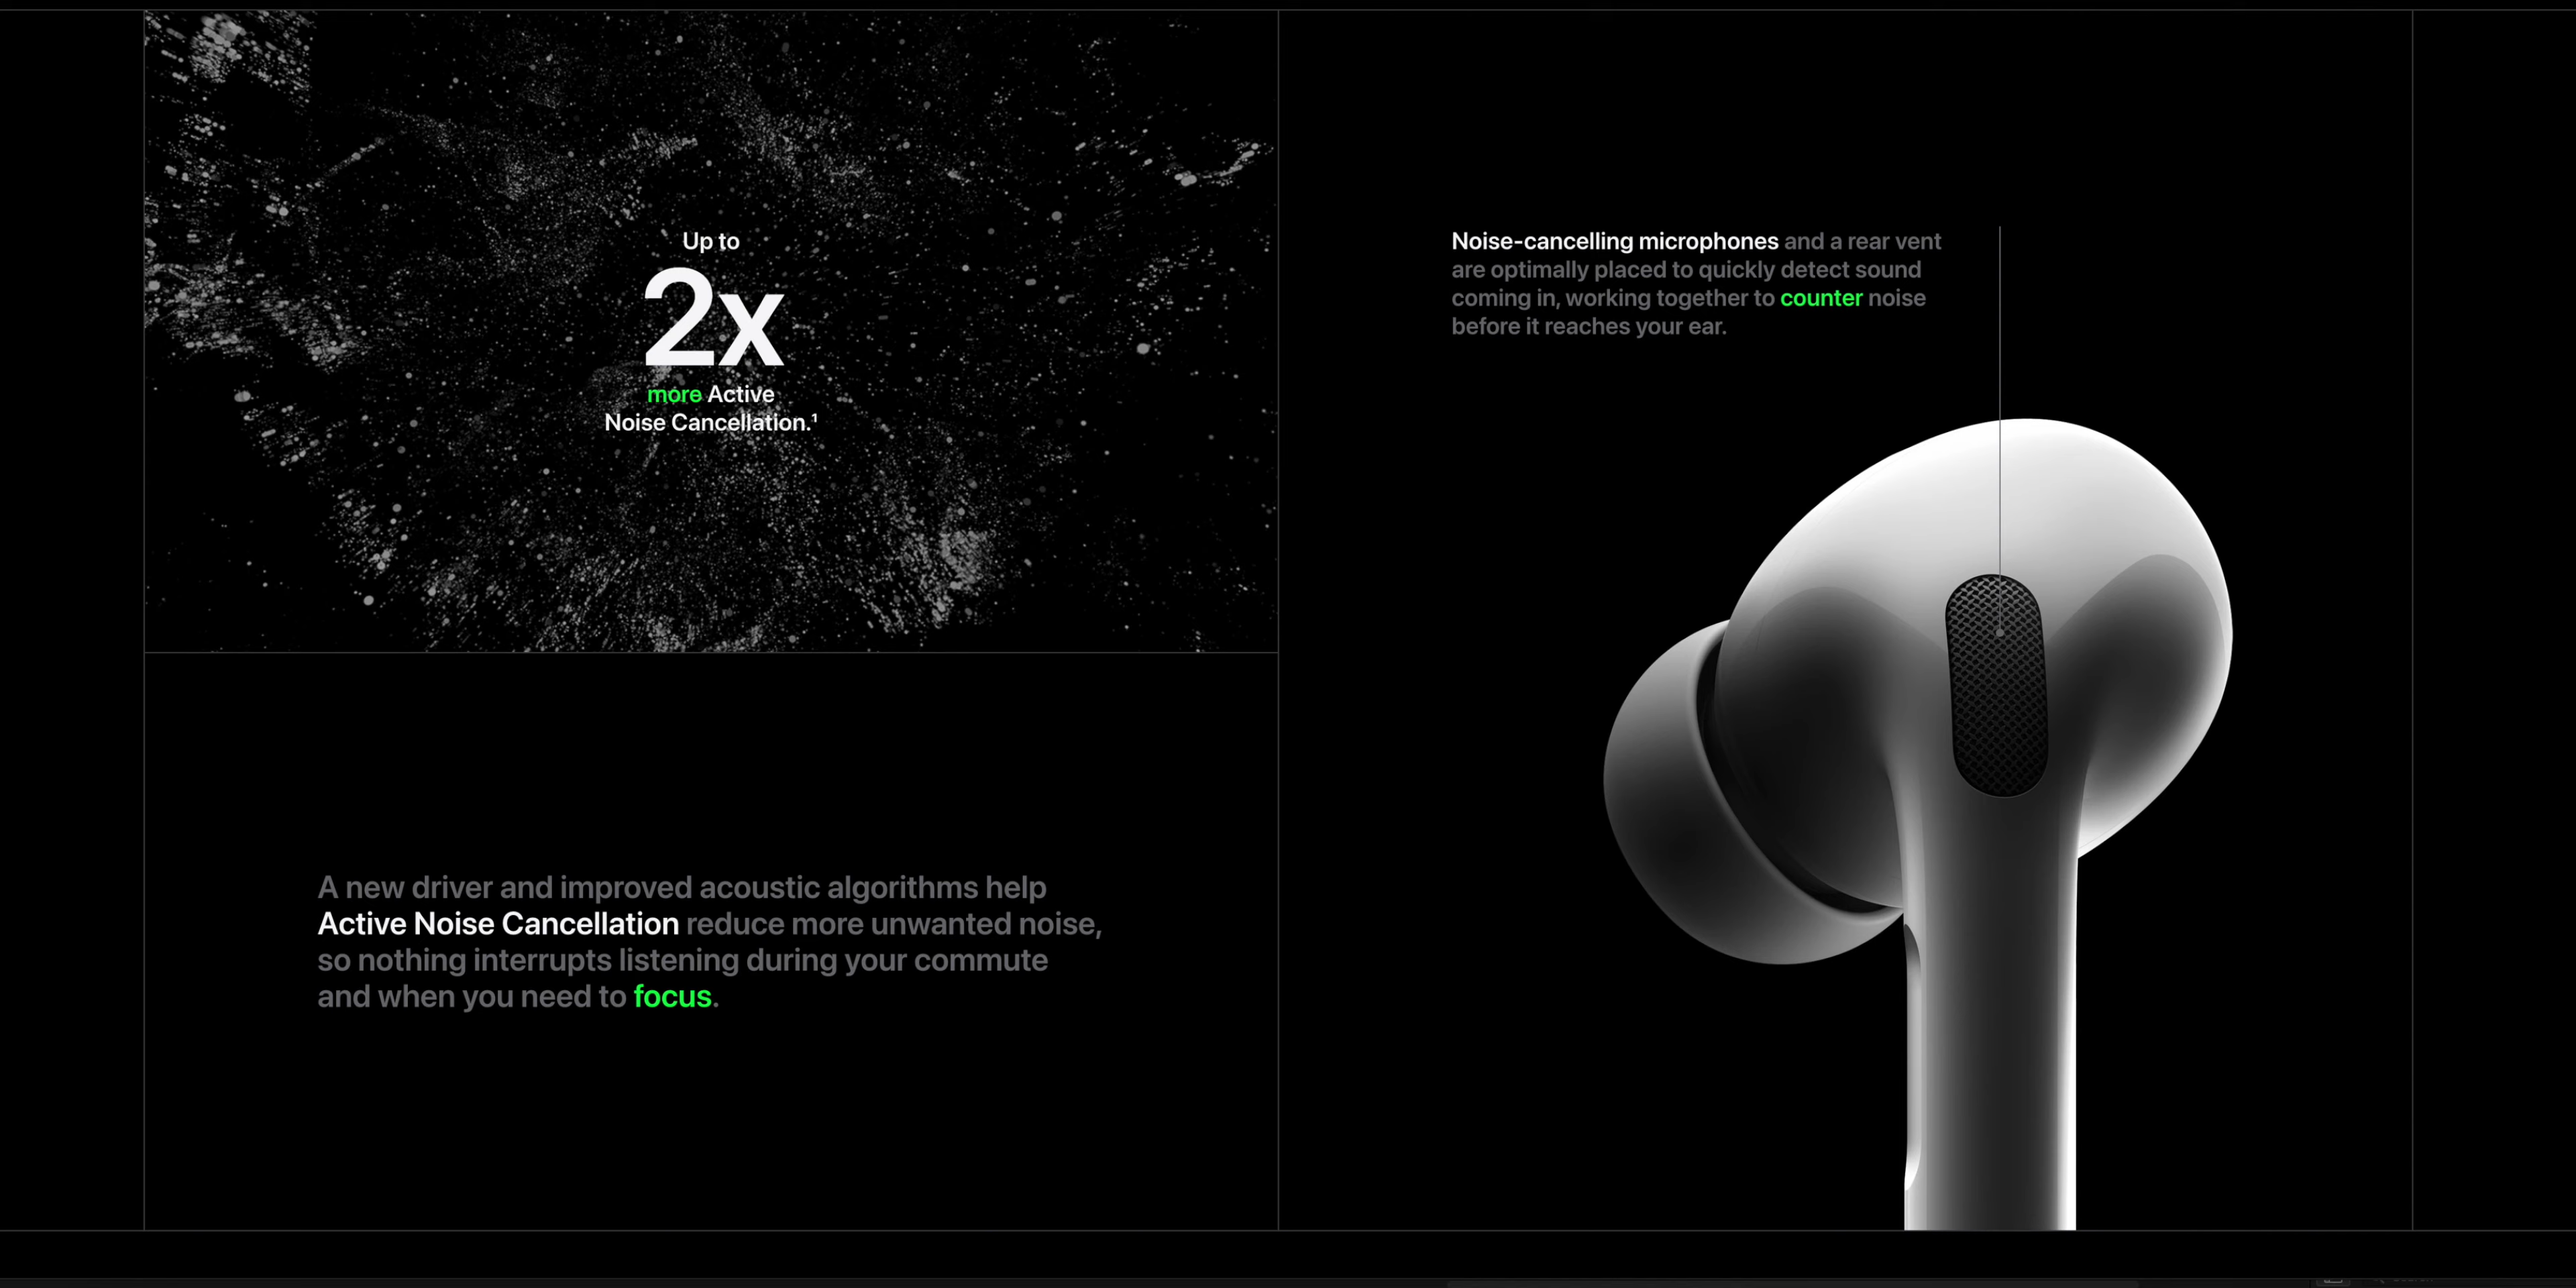 Up to
2x
more Active
Noise Cancellation.¹
A new driver and improved acoustic algorithms help
Active Noise Cancellation reduce more unwanted noise,
so nothing interrupts listening during your commute
and when you need to focus.
Noise-cancelling microphones and a rear vent
are optimally placed to quickly detect sound
coming in, working together to counter noise
before it reaches your ear.